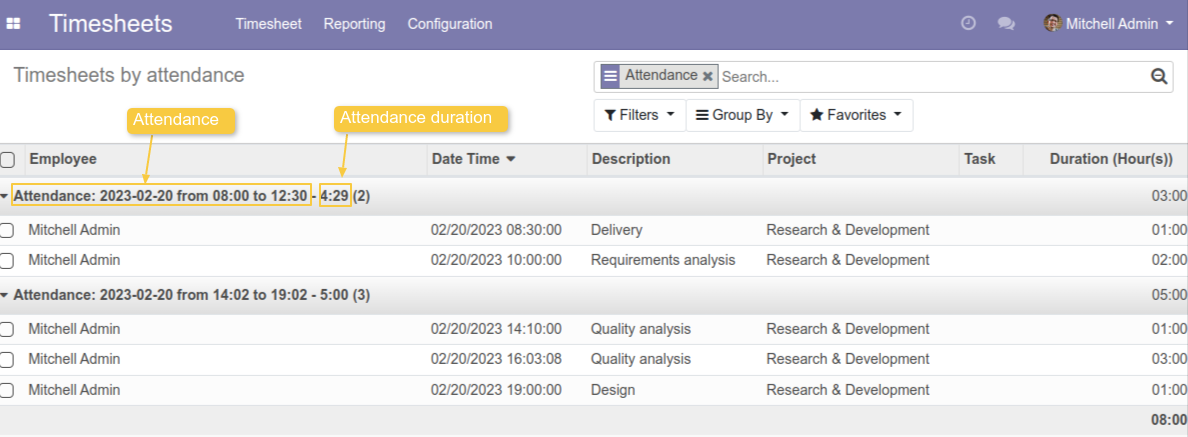 Timesheets Timesheet Reporting Configuration Mitchell Admin
Timesheets by attendance Attendance Search...
Attendance Attendance duration Filters Group By Favorites
Employee Date Time Description Project Task Duration (Hour(s))
Attendance: 2023-02-20 from 08:00 to 12:30 - 4:29 (2) 03:00
Mitchell Admin 02/20/2023 08:30:00 Delivery Research & Development 01:00
Mitchell Admin 02/20/2023 10:00:00 Requirements analysis Research & Development 02:00
Attendance: 2023-02-20 from 14:02 to 19:02 - 5:00 (3) 05:00
Mitchell Admin 02/20/2023 14:10:00 Quality analysis Research & Development 01:00
Mitchell Admin 02/20/2023 16:03:08 Quality analysis Research & Development 03:00
Mitchell Admin 02/20/2023 19:00:00 Design Research & Development 01:00
08:00